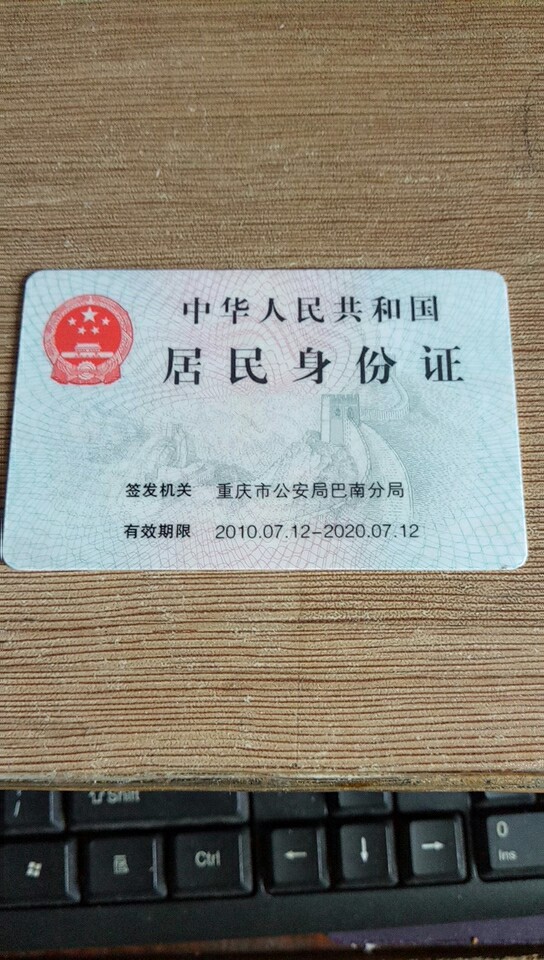 中华人民共和国
居民身份证
签发机关 重庆市公安局巴南分局
有效期限 2010.07.12-2020.07.12
/ ⇧Shift
Ctrl ← ↓ → 0
Ins